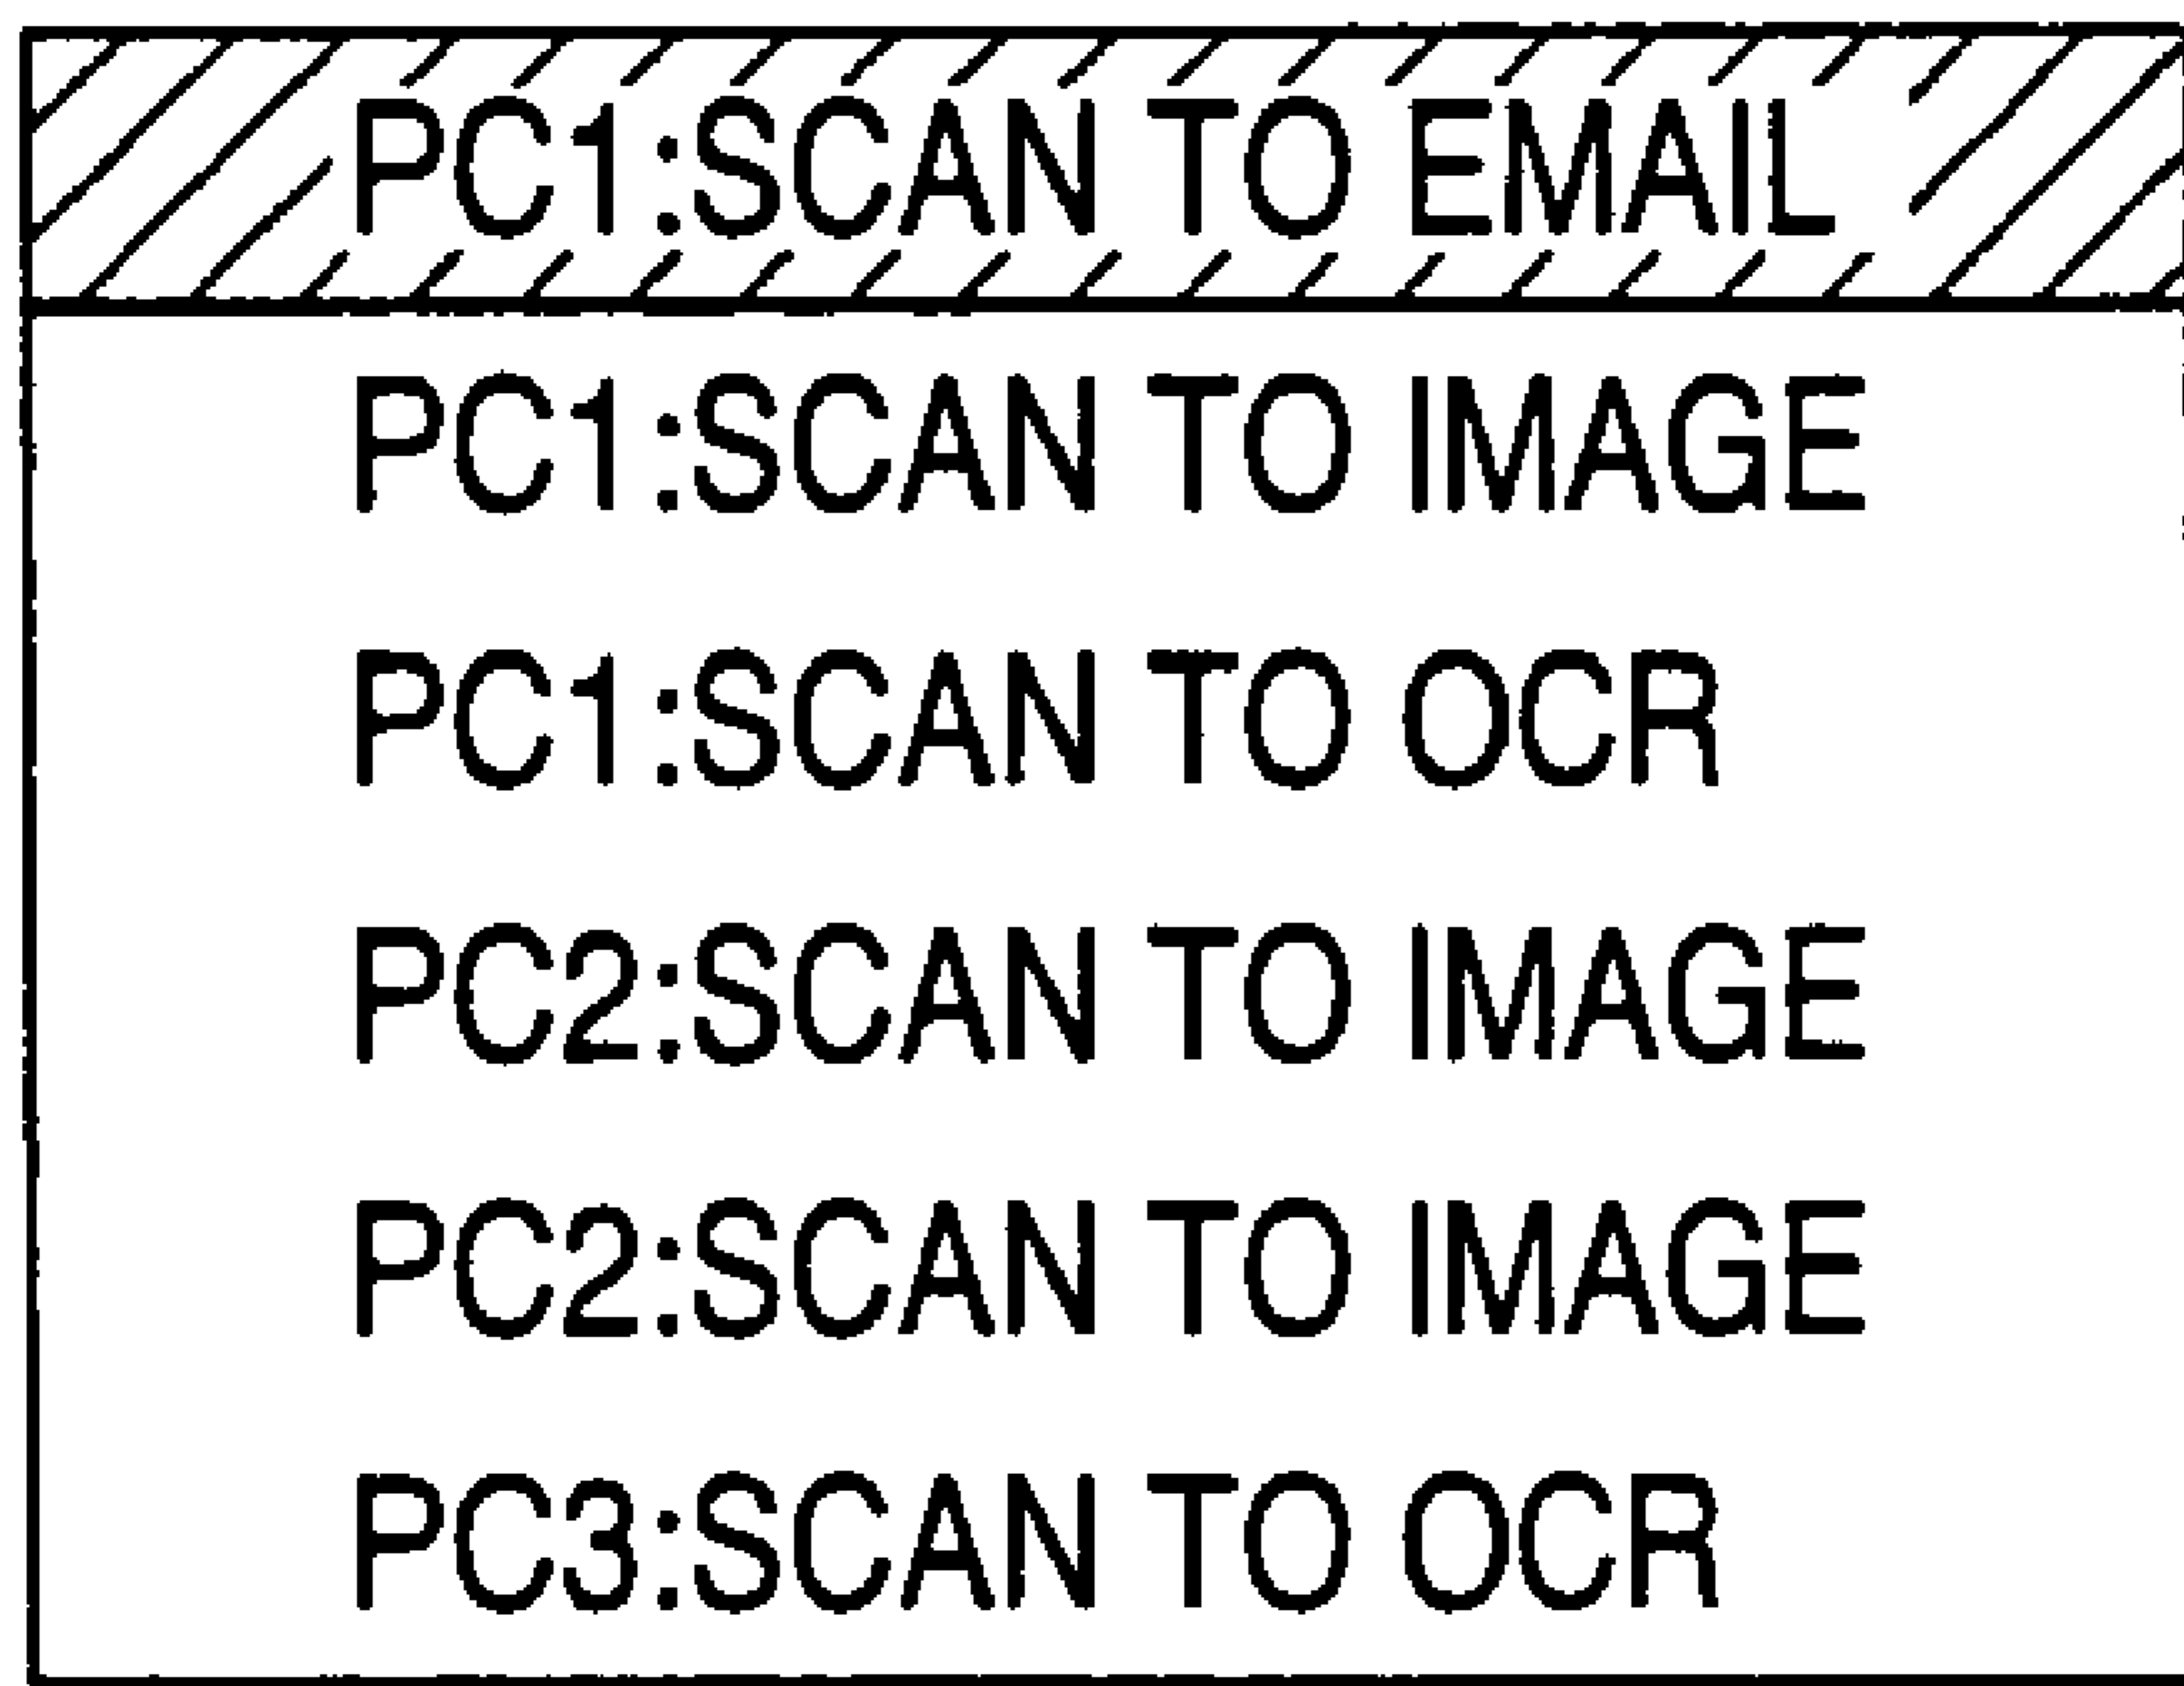 PC1:SCAN TO EMAIL
PC1:SCAN TO IMAGE
PC1:SCAN TO OCR
PC2:SCAN TO IMAGE
PC2:SCAN TO IMAGE
PC3:SCAN TO OCR